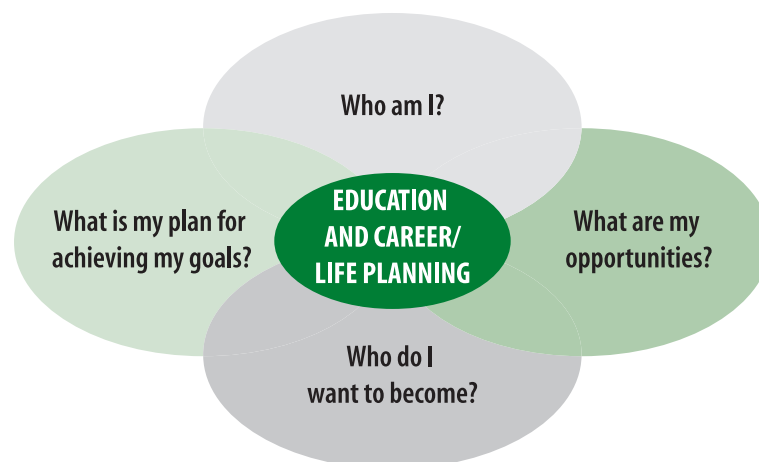 Who am I?
EDUCATION
AND CAREER/
LIFE PLANNING
What is my plan for
achieving my goals?
What are my
opportunities?
Who do I
want to become?